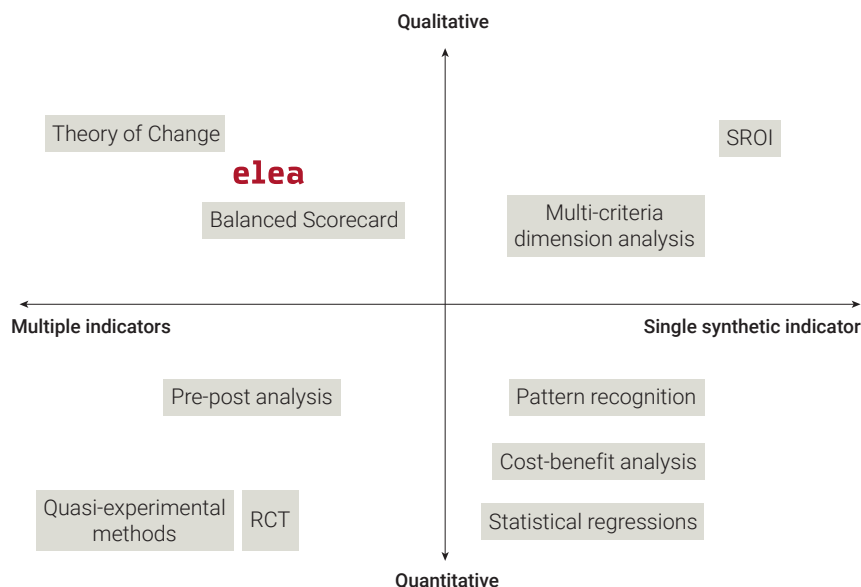 Qualitative
Theory of Change
SROI
elea
Balanced Scorecard
Multi-criteria
dimension analysis
Multiple indicators
Single synthetic indicator
Pre-post analysis
Pattern recognition
Cost-benefit analysis
Quasi-experimental
methods
RCT
Statistical regressions
Quantitative